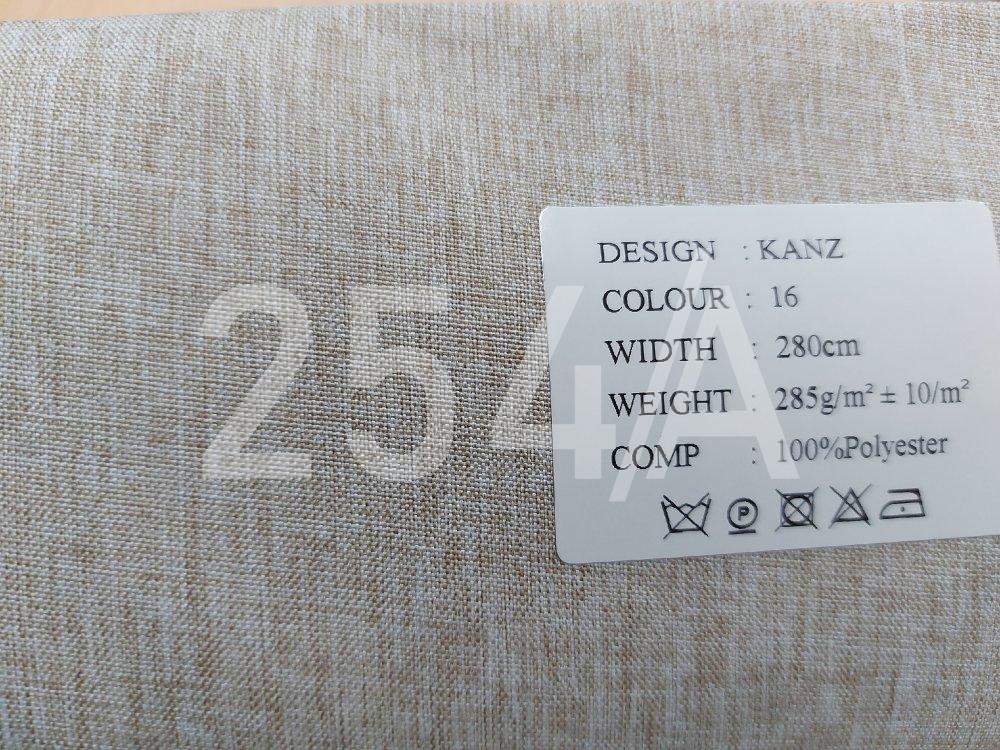 DESIGN : KANZ
COLOUR : 16
WIDTH : 280cm
WEIGHT : 285g/m² ± 10/m²
COMP : 100%Polyester
P
254/A